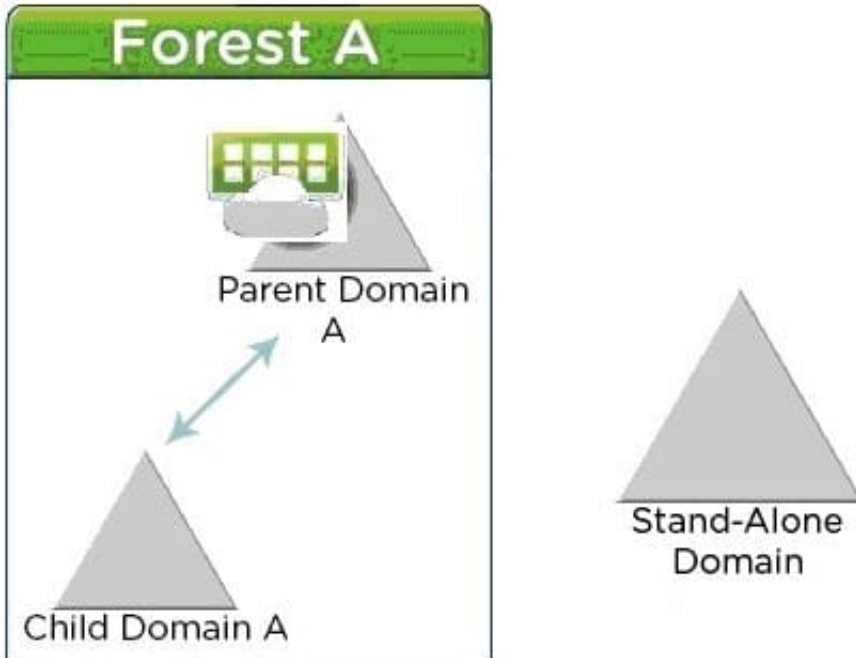 Forest A
Parent Domain
A
Child Domain A
Stand-Alone
Domain